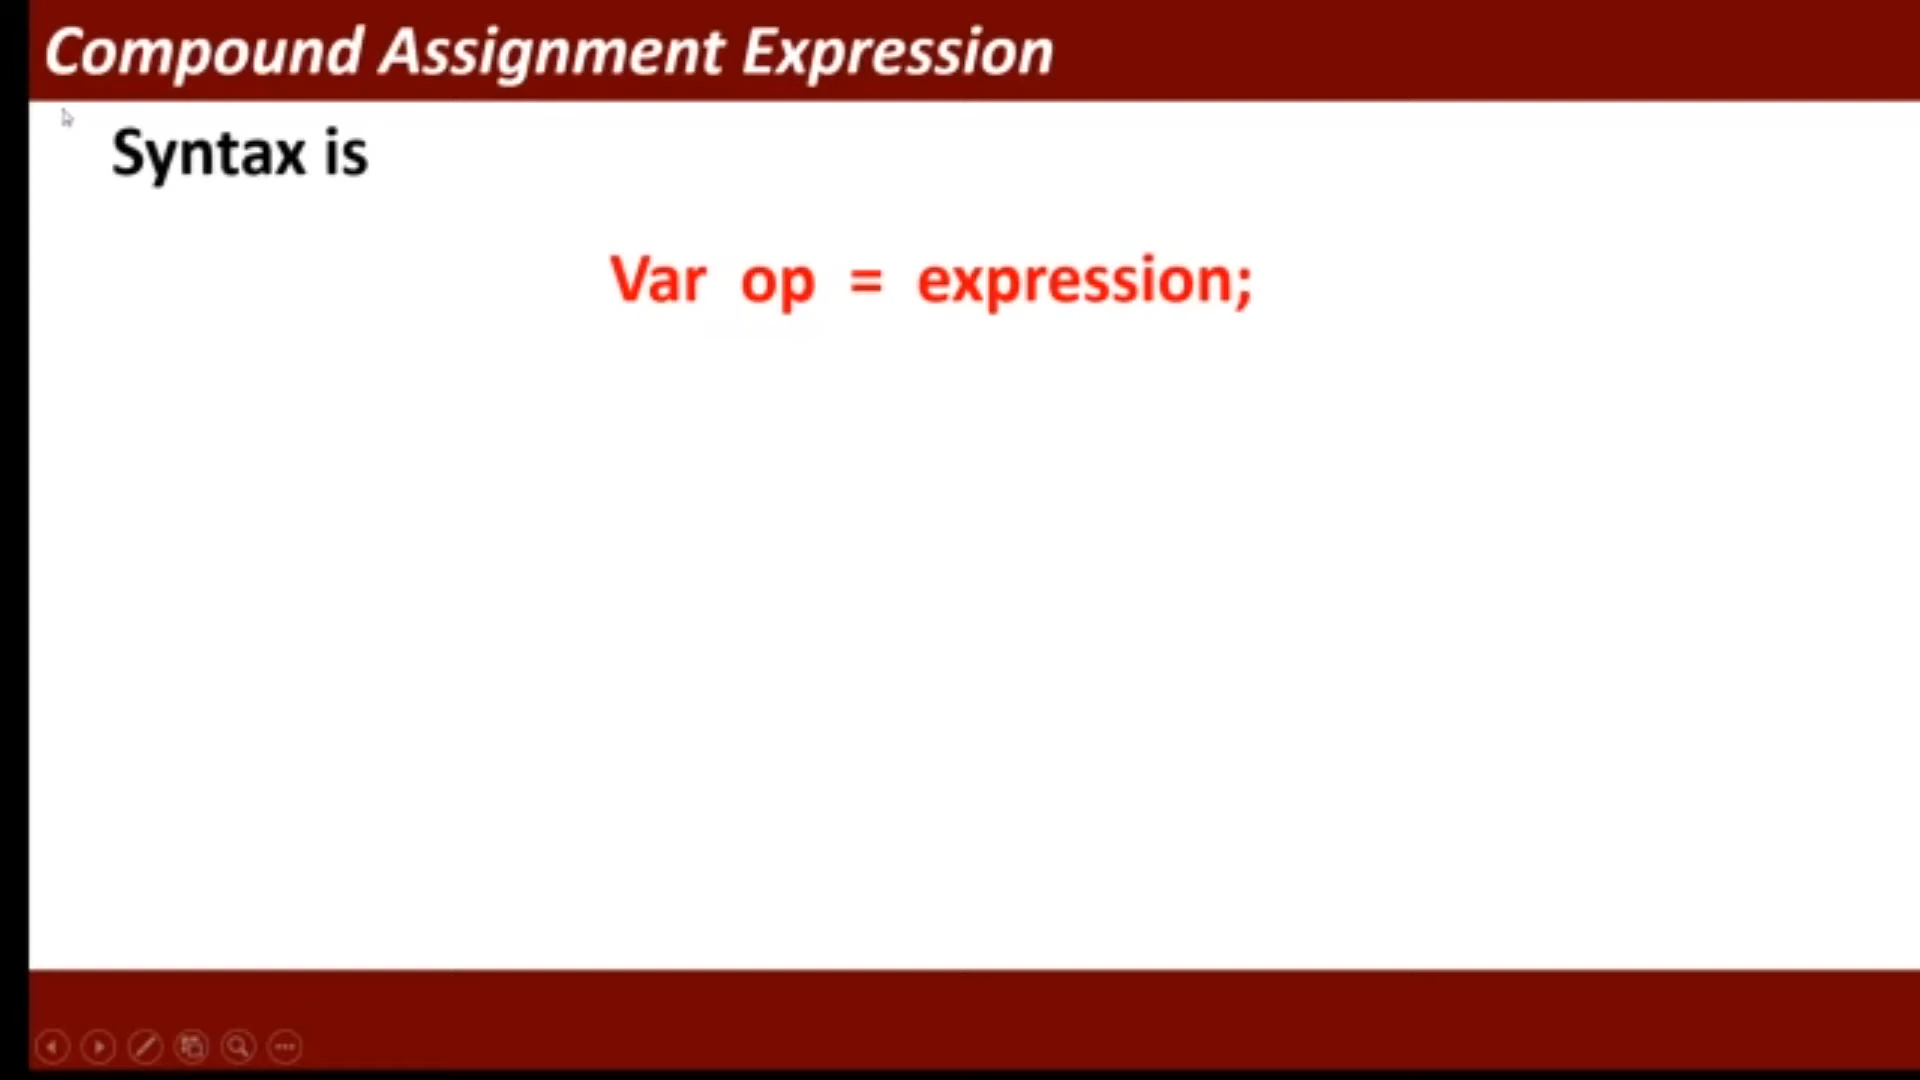 Compound Assignment Expression
Syntax is
Var op = expression;